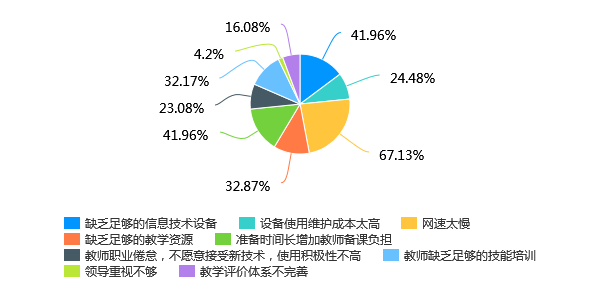 16.08%
41.96%
4.2%
24.48%
32.17%
23.08%
41.96%
67.13%
32.87%
缺乏足够的信息技术设备 设备使用维护成本太高 网速太慢
缺乏足够的教学资源 准备时间长增加教师备课负担
教师职业倦怠，不愿意接受新技术，使用积极性不高 教师缺乏足够的技能培训
领导重视不够 教学评价体系不完善